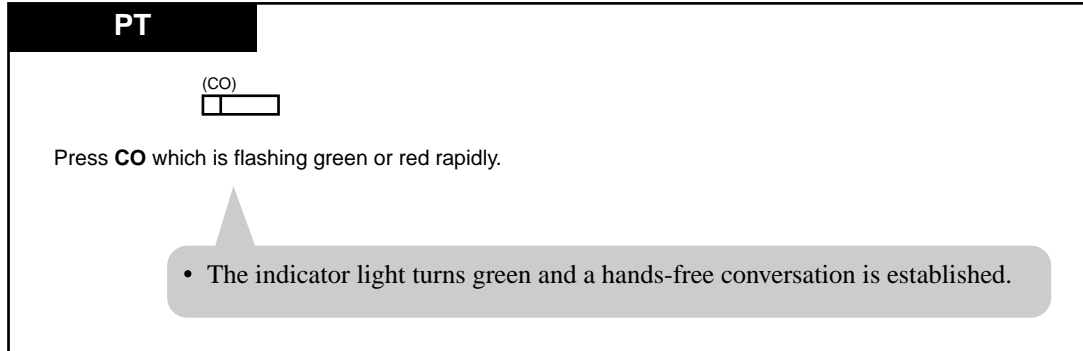 PT
(CO)
Press CO which is flashing green or red rapidly.
• The indicator light turns green and a hands-free conversation is established.